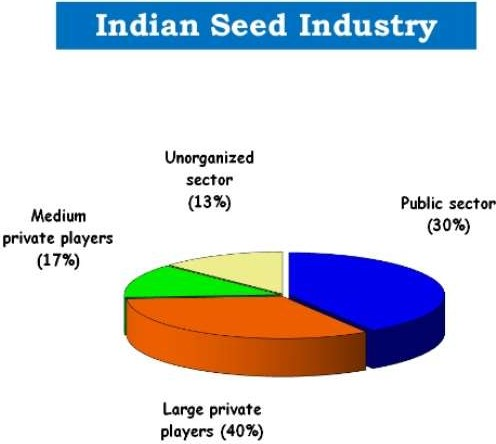 Indian Seed Industry
Unorganized
sector
(13%)
Public sector
(30%)
Medium
private players
(17%)
Large private
players (40%)